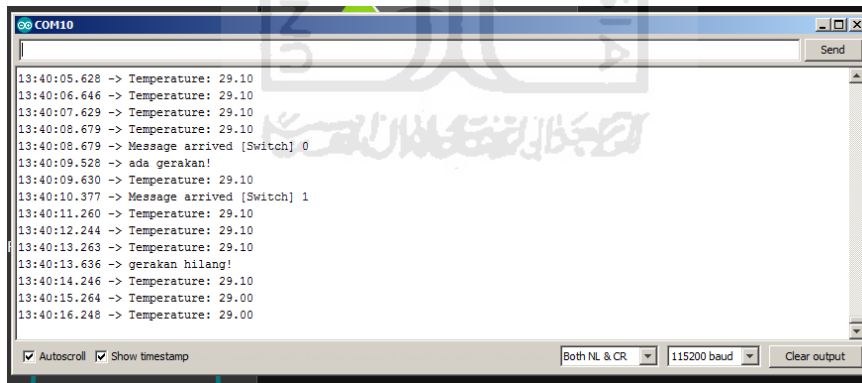 COM10
Send
13:40:05.628 -> Temperature: 29.10
13:40:06.646 -> Temperature: 29.10
13:40:07.629 -> Temperature: 29.10
13:40:08.679 -> Temperature: 29.10
13:40:08.679 -> Message arrived [Switch] 0
13:40:09.528 -> ada gerakan!
13:40:09.630 -> Temperature: 29.10
13:40:10.377 -> Message arrived [Switch] 1
13:40:11.260 -> Temperature: 29.10
13:40:12.244 -> Temperature: 29.10
13:40:13.263 -> Temperature: 29.10
13:40:13.636 -> gerakan hilang!
13:40:14.246 -> Temperature: 29.10
13:40:15.264 -> Temperature: 29.00
13:40:16.248 -> Temperature: 29.00
Autoscroll Show timestamp Both NL & CR 115200 baud Clear output